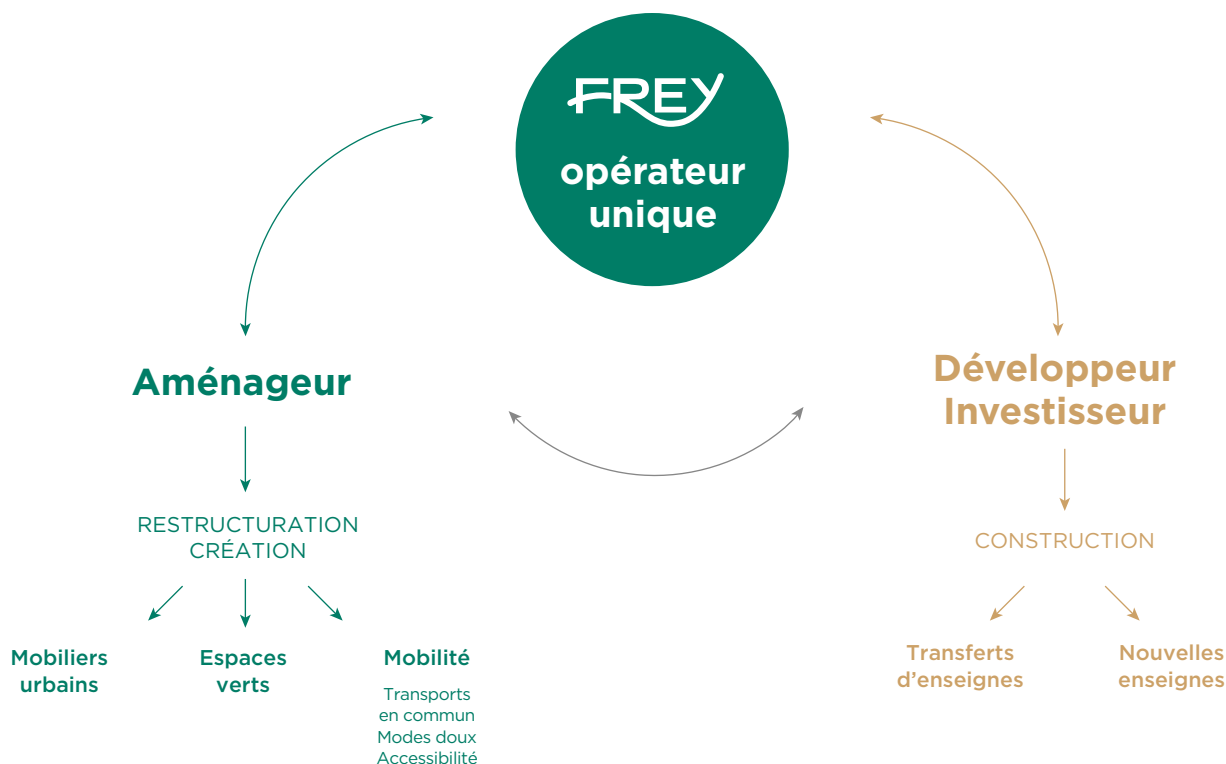 FREY
opérateur
unique
Aménageur
RESTRUCTURATION
CRÉATION
Mobiliers
urbains
Espaces
verts
Mobilité
Transports
en commun
Modes doux
Accessibilité
Développeur
Investisseur
CONSTRUCTION
Transferts
d’enseignes
Nouvelles
enseignes